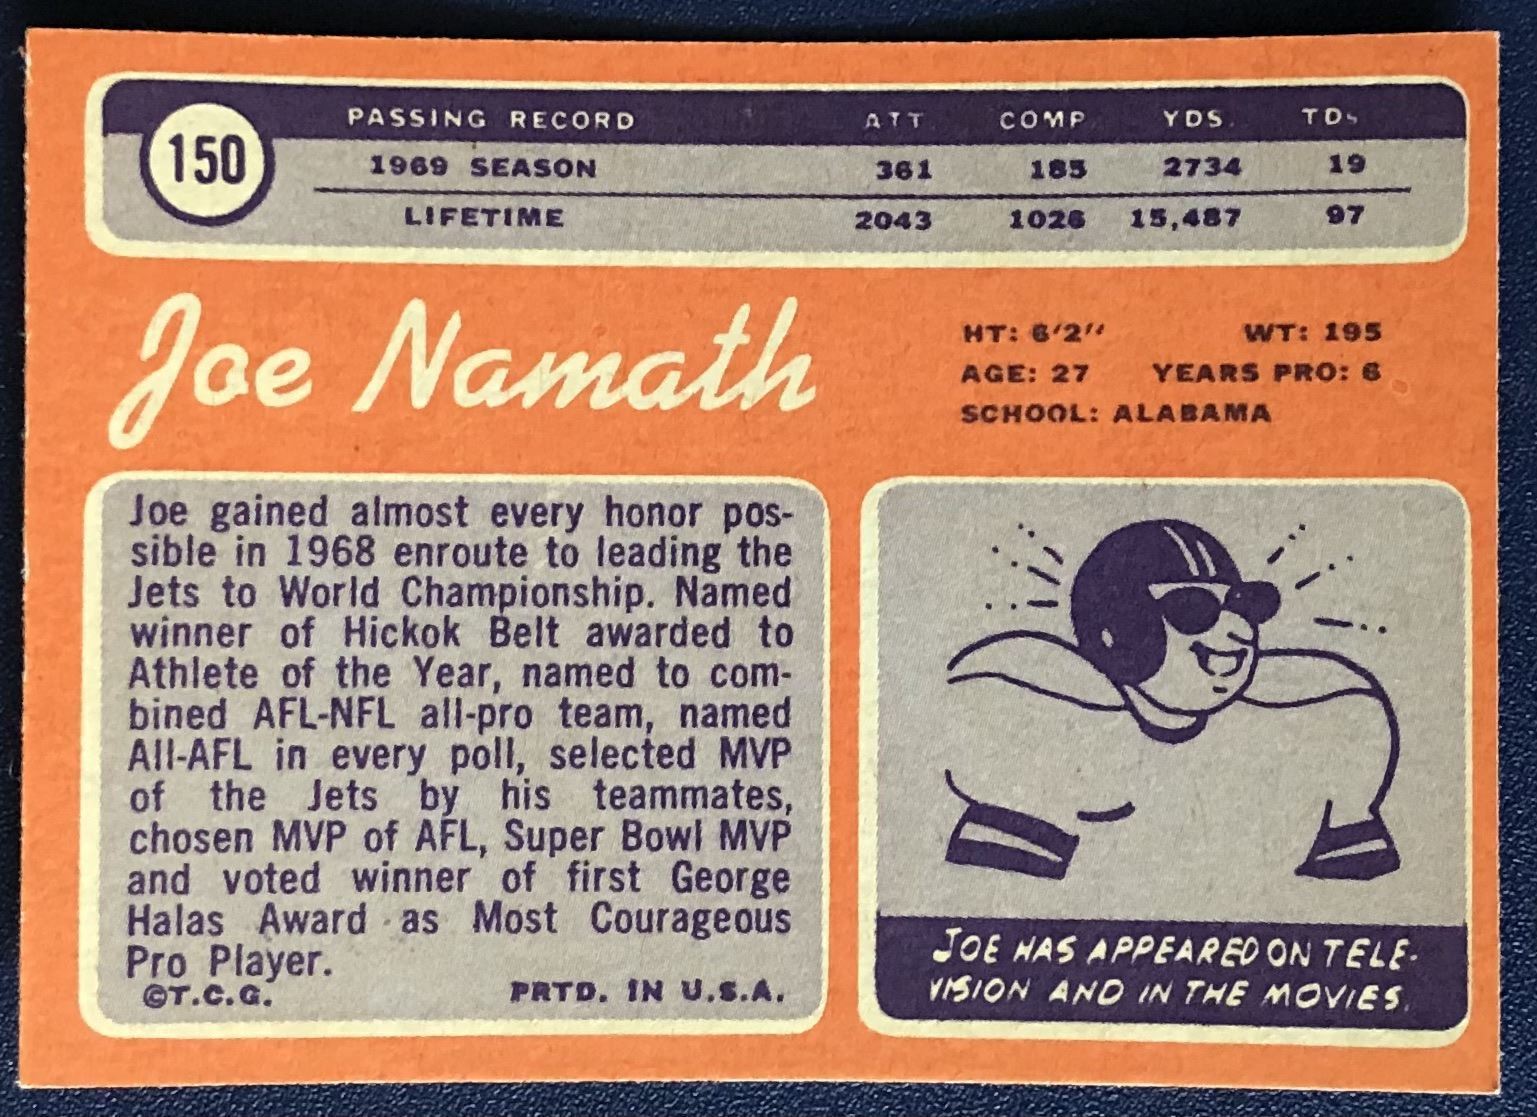 150
PASSING RECORD ATT. COMP. YDS. TDs
1969 SEASON 361 185 2734 19
LIFETIME 2043 1026 15,487 97
Joe Namath
HT: 6'2" WT: 195
AGE: 27 YEARS PRO: 6
SCHOOL: ALABAMA
Joe gained almost every honor pos-
sible in 1968 enroute to leading the
Jets to World Championship. Named
winner of Hickok Belt awarded to
Athlete of the Year, named to com-
bined AFL-NFL all-pro team, named
All-AFL in every poll, selected MVP
of the Jets by his teammates,
chosen MVP of AFL, Super Bowl MVP
and voted winner of first George
Halas Award as Most Courageous
Pro Player.
©T.C.G. PRTD. IN U.S.A.
JOE HAS APPEARED ON TELE-
VISION AND IN THE MOVIES.